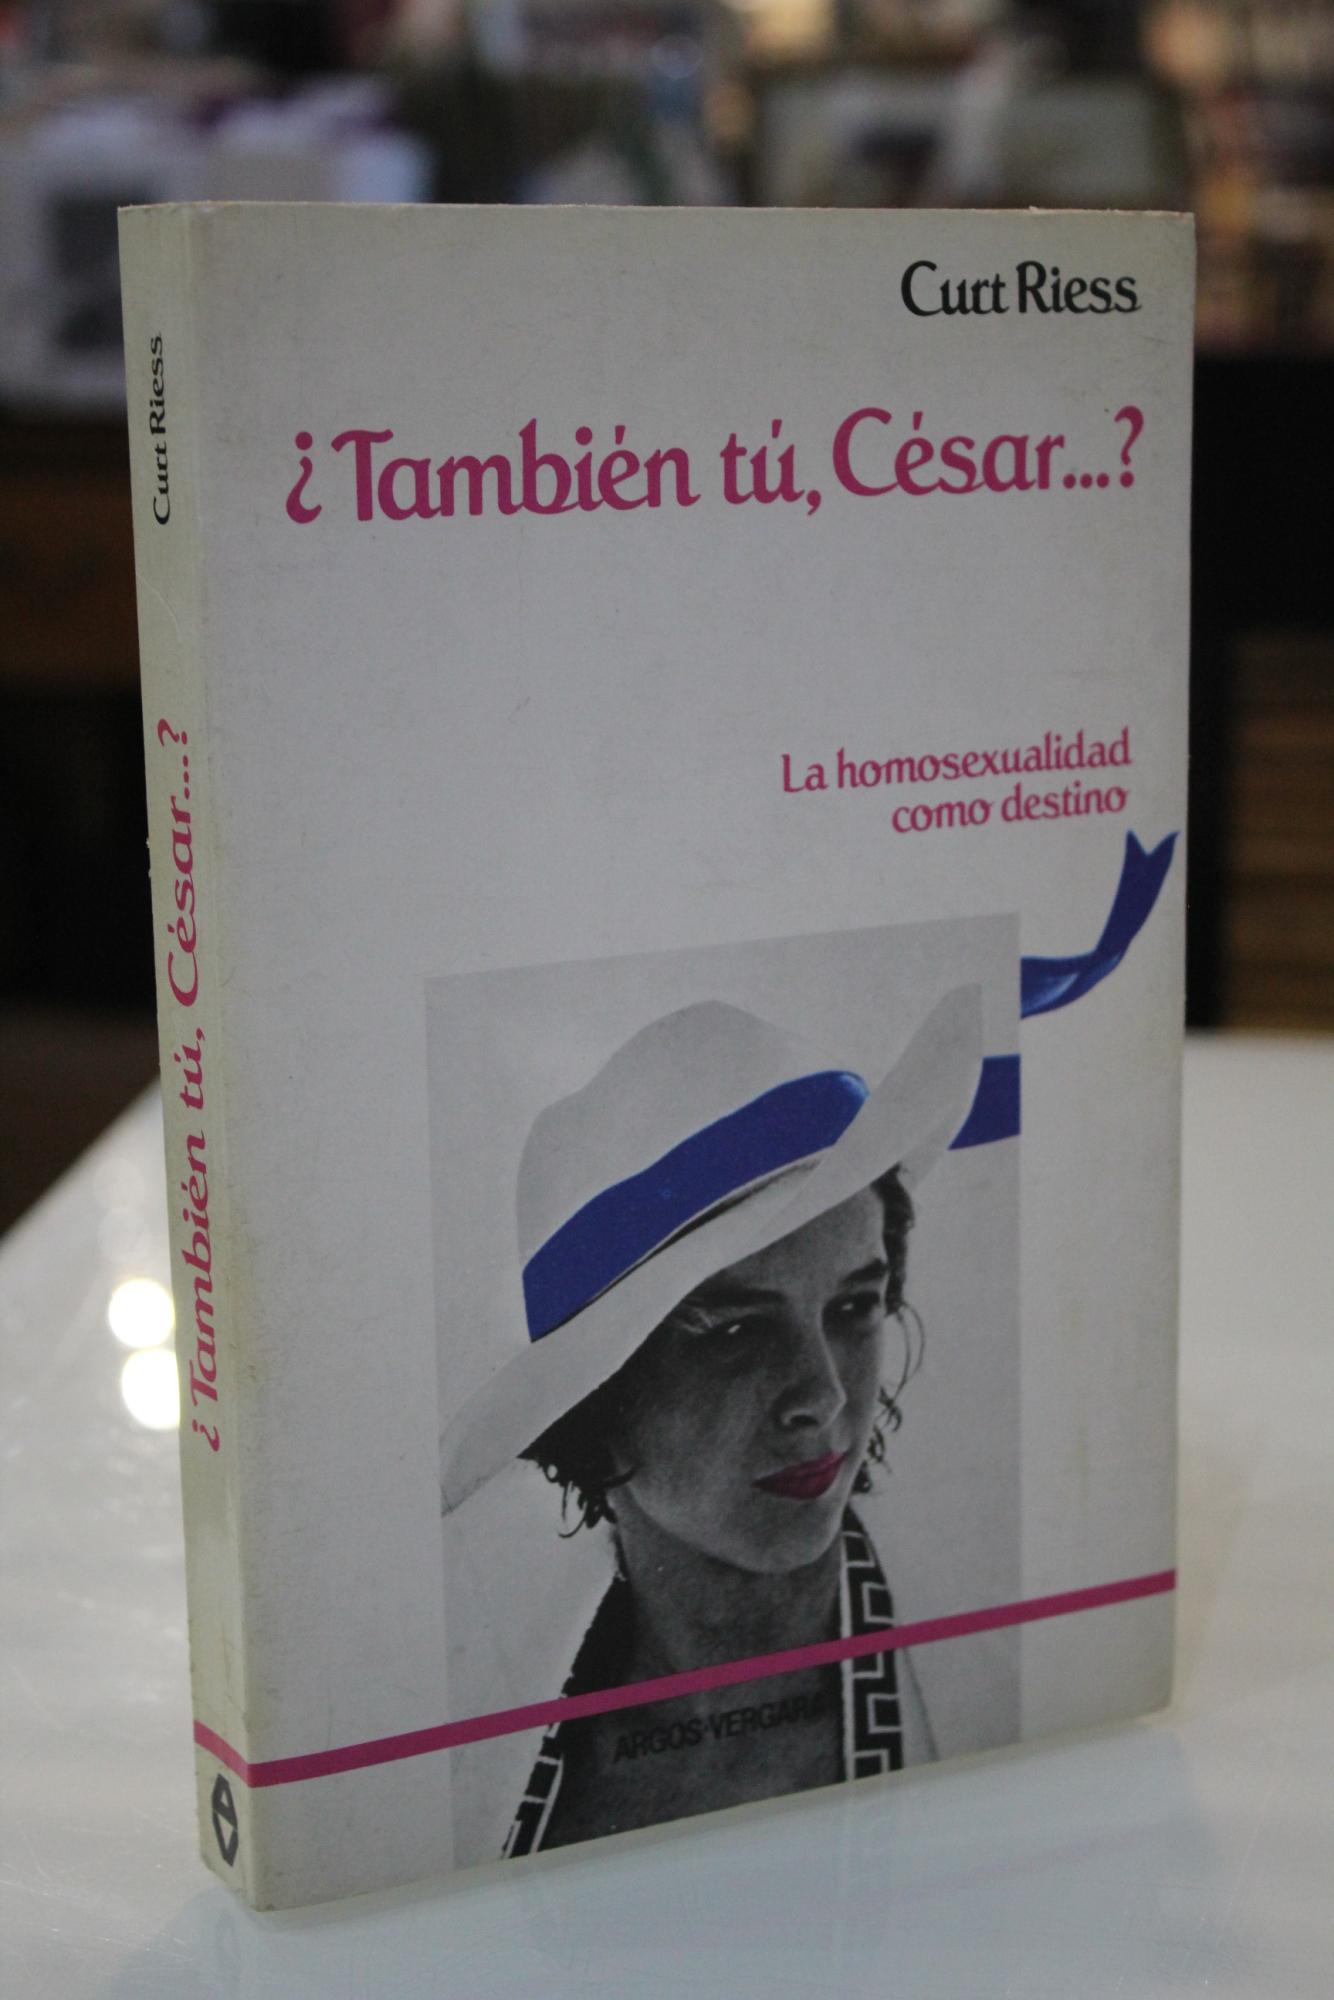 Curt Riess
¿También tú, César...?
La homosexualidad
como destino
ARGOS-VERGARA
Curt Riess
¿También tú, César...?